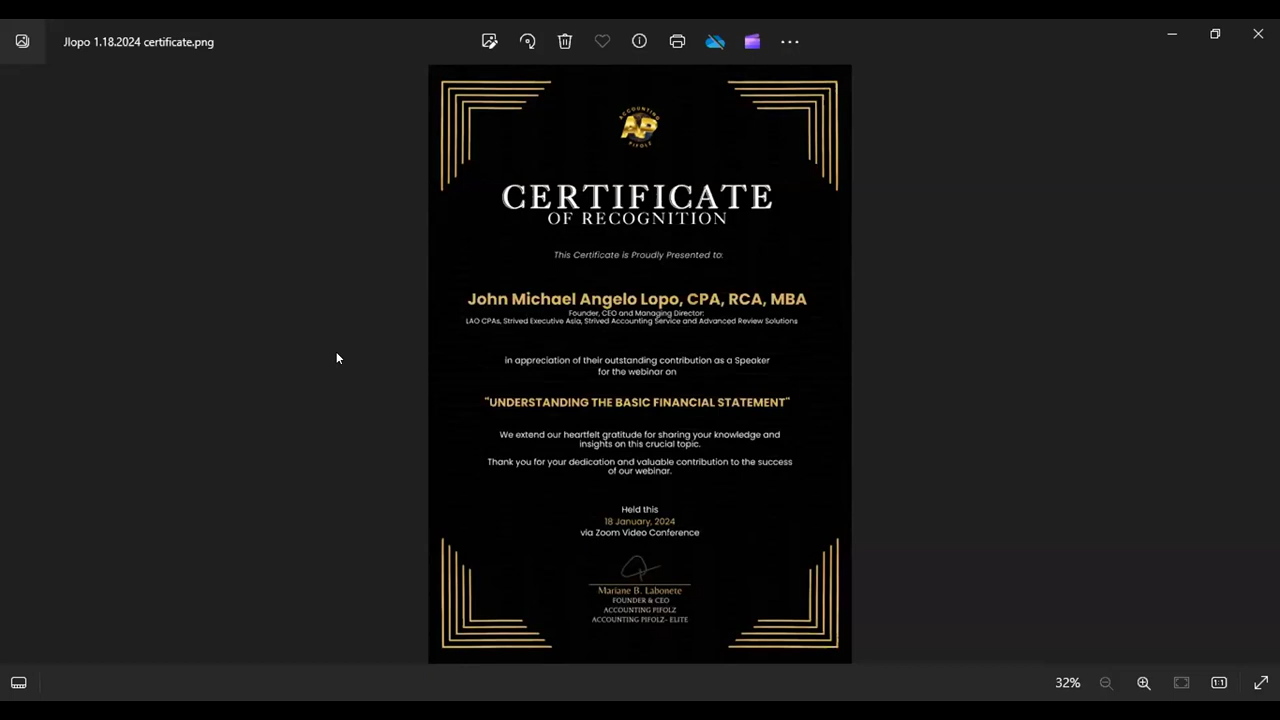 Jlopo 1.18.2024 certificate.png
ACCOUNTING
AP
PIFOLZ
CERTIFICATE
OF RECOGNITION
This Certificate is Proudly Presented to:
John Michael Angelo Lopo, CPA, RCA, MBA
Founder, CEO and Managing Director:
LAO CPAs, Strived Executive Asia, Strived Accounting Service and Advanced Review Solutions
in appreciation of their outstanding contribution as a Speaker
for the webinar on
"UNDERSTANDING THE BASIC FINANCIAL STATEMENT"
We extend our heartfelt gratitude for sharing your knowledge and
insights on this crucial topic.
Thank you for your dedication and valuable contribution to the success
of our webinar.
Held this
18 January, 2024
via Zoom Video Conference
Mariane B. Labonete
FOUNDER & CEO
ACCOUNTING PIFOLZ
ACCOUNTING PIFOLZ- ELITE
32%
1:1